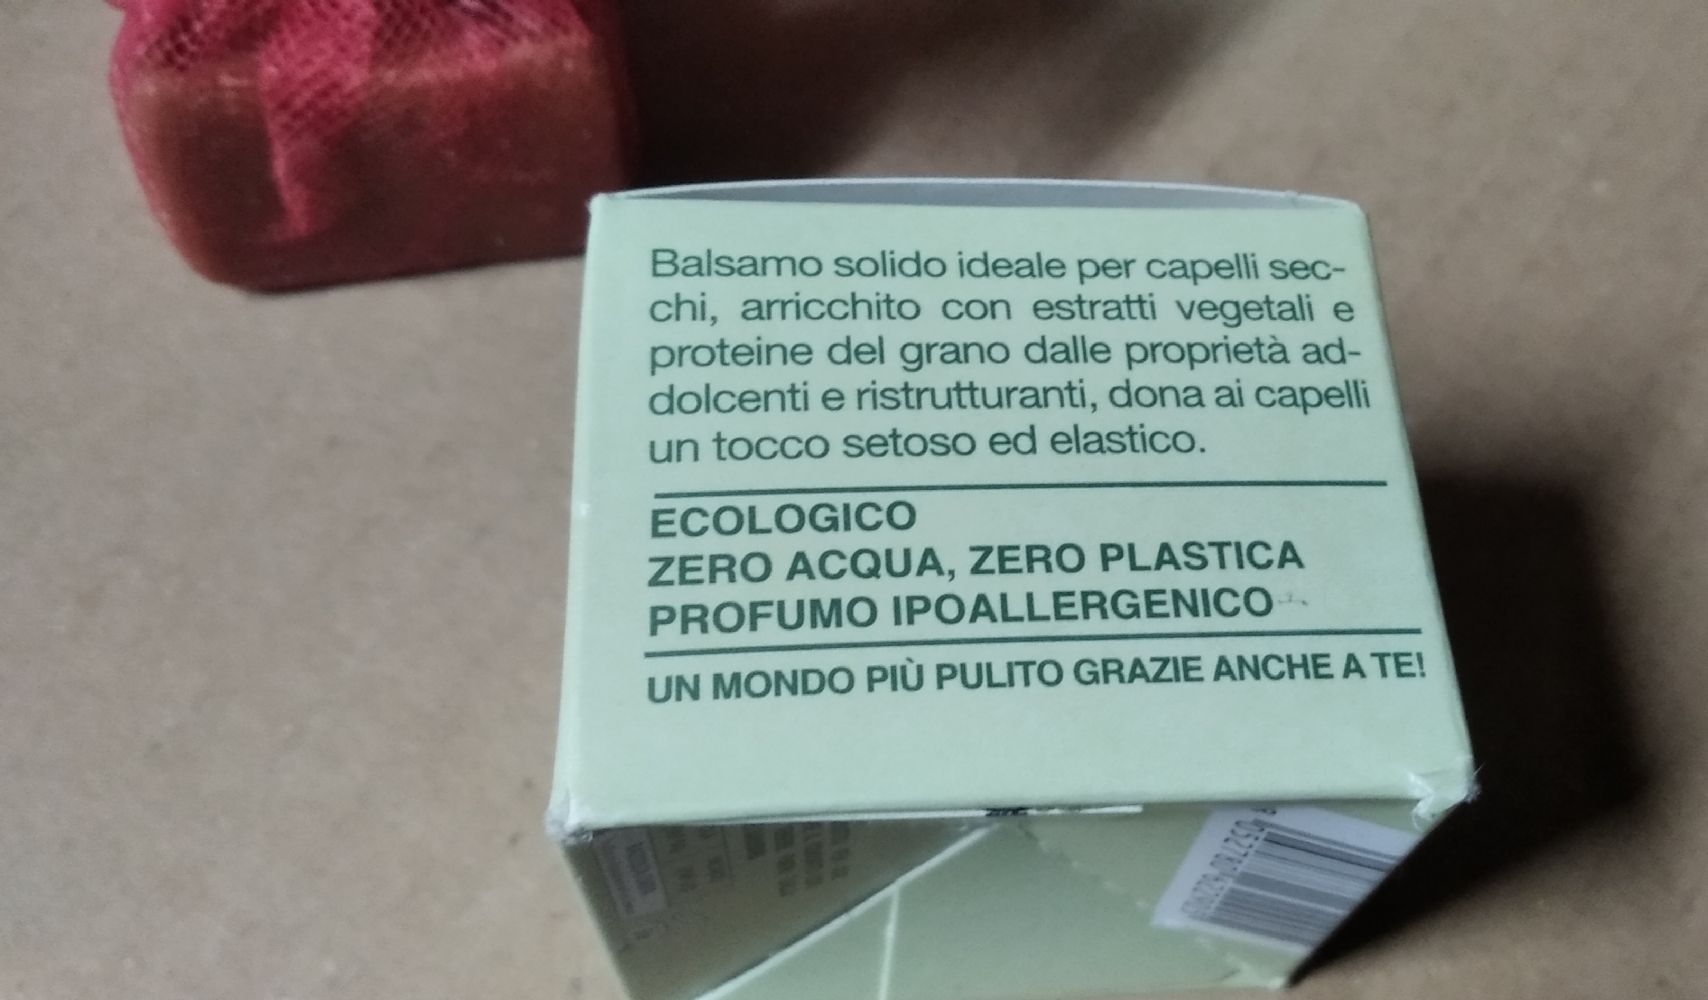 Balsamo solido ideale per capelli sec-
chi, arricchito con estratti vegetali e
proteine del grano dalle proprietà ad-
dolcenti e ristrutturanti, dona ai capelli
un tocco setoso ed elastico.
ECOLOGICO
ZERO ACQUA, ZERO PLASTICA
PROFUMO IPOALLERGENICO
UN MONDO PIÙ PULITO GRAZIE ANCHE A TE!